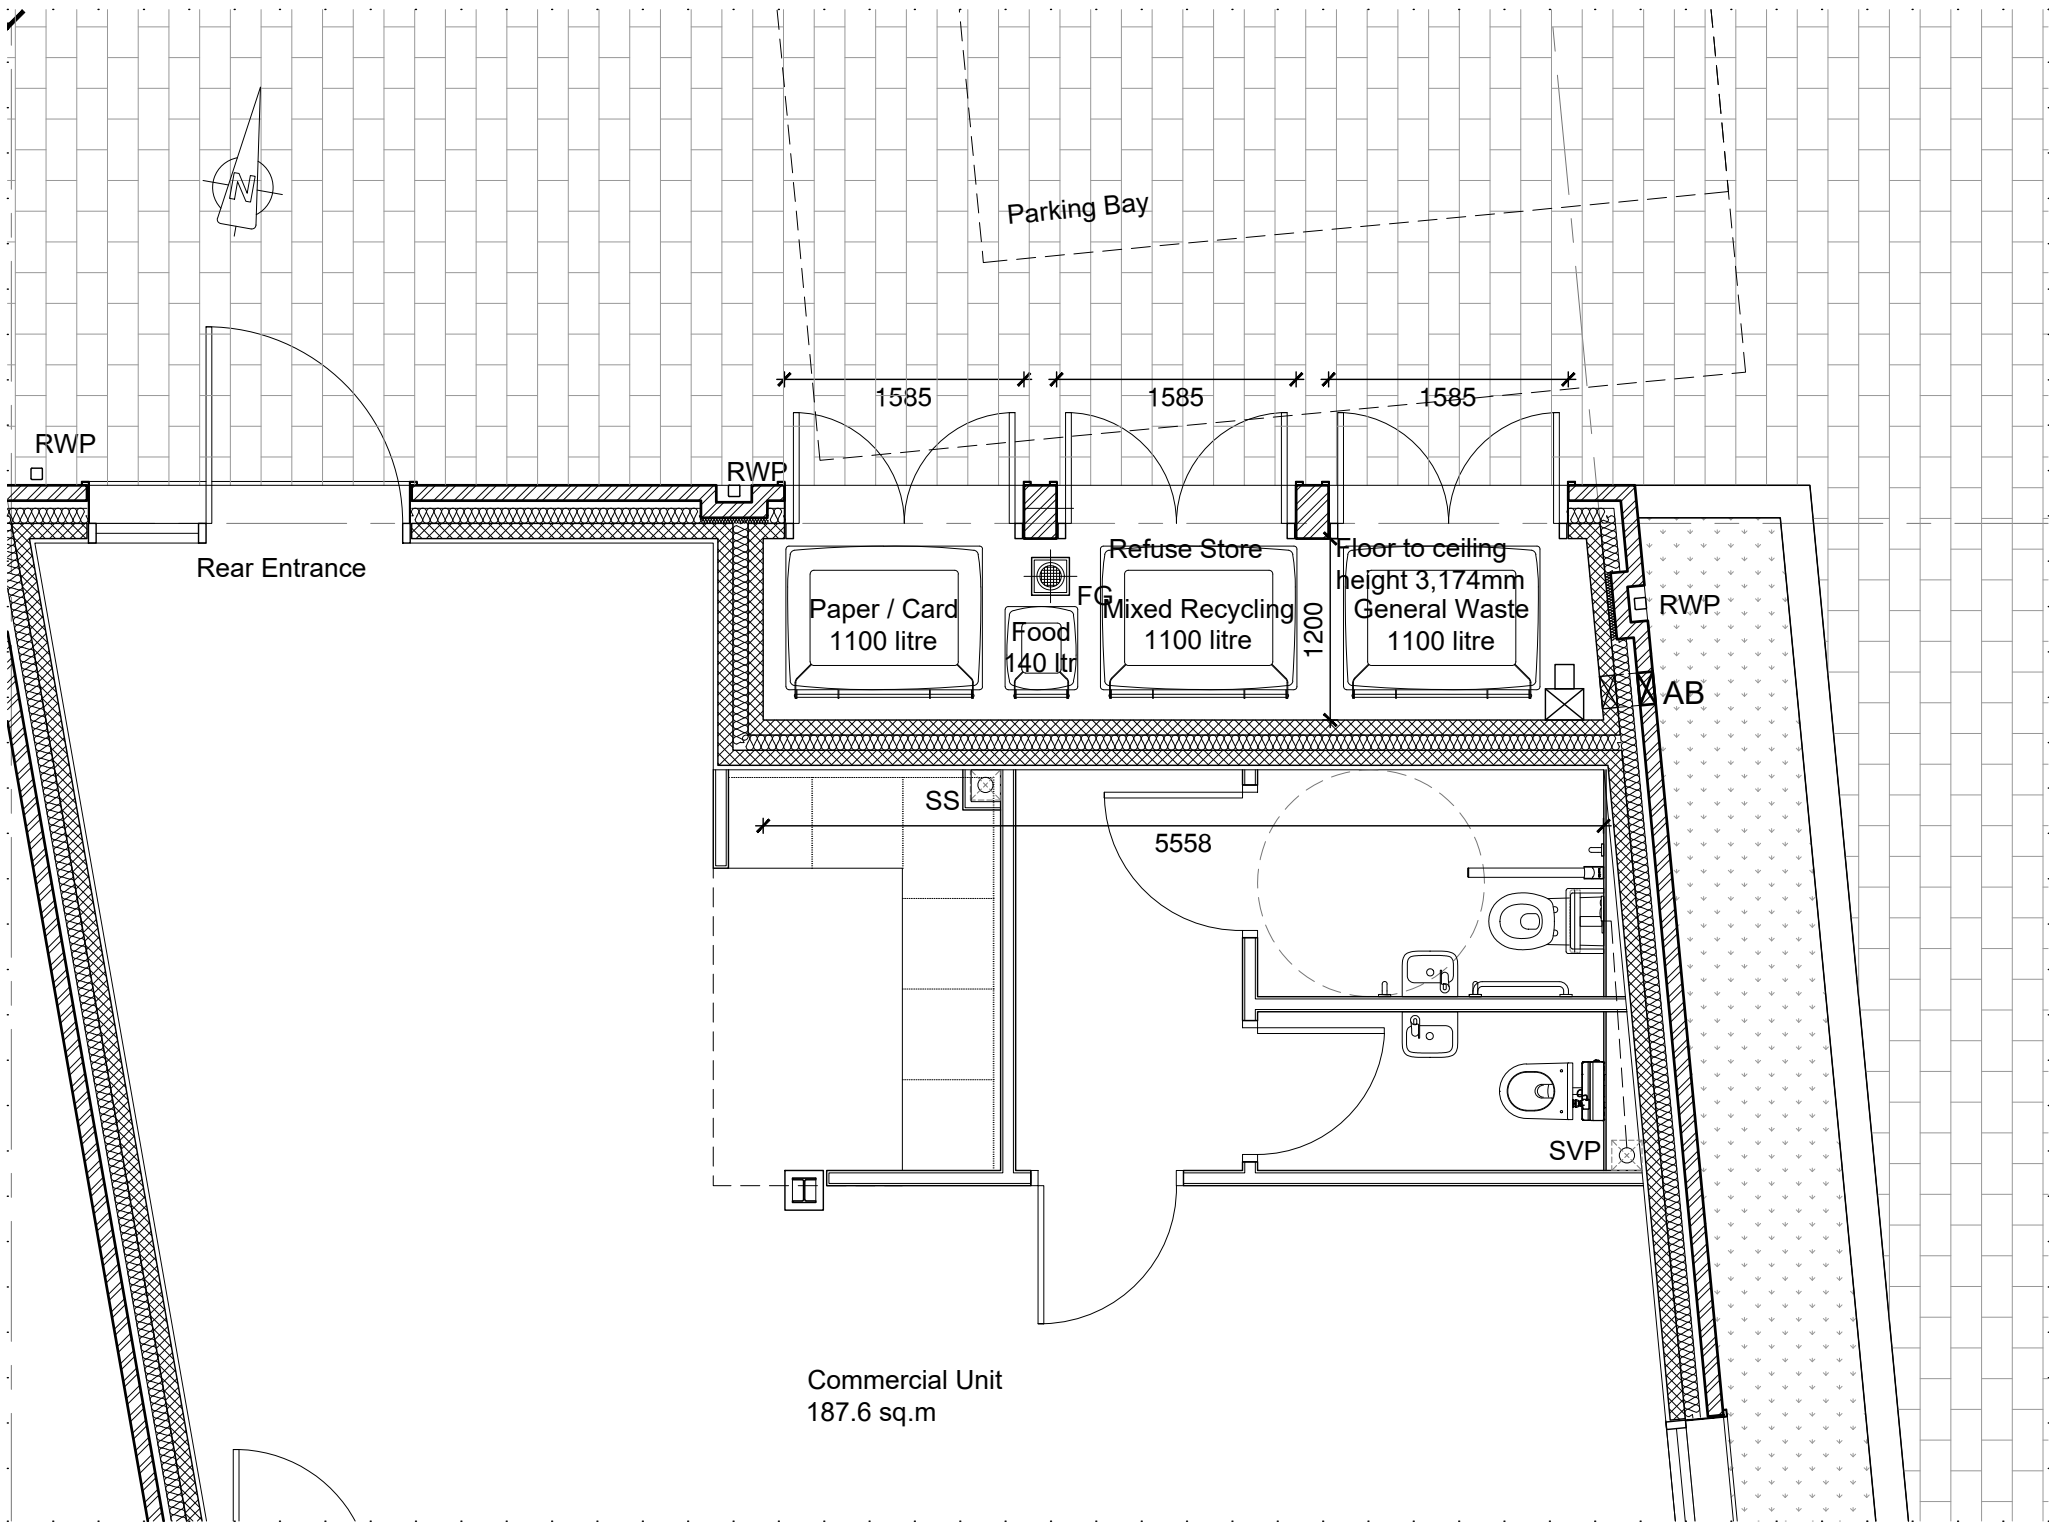 N
Parking Bay
1585
1585
1585
RWP
RWP
Rear Entrance
Refuse Store
Floor to ceiling
height 3,174mm
Paper / Card
1100 litre
FG
Food
140 ltr
Mixed Recycling
1100 litre
1200
General Waste
1100 litre
RWP
AB
SS
5558
SVP
Commercial Unit
187.6 sq.m